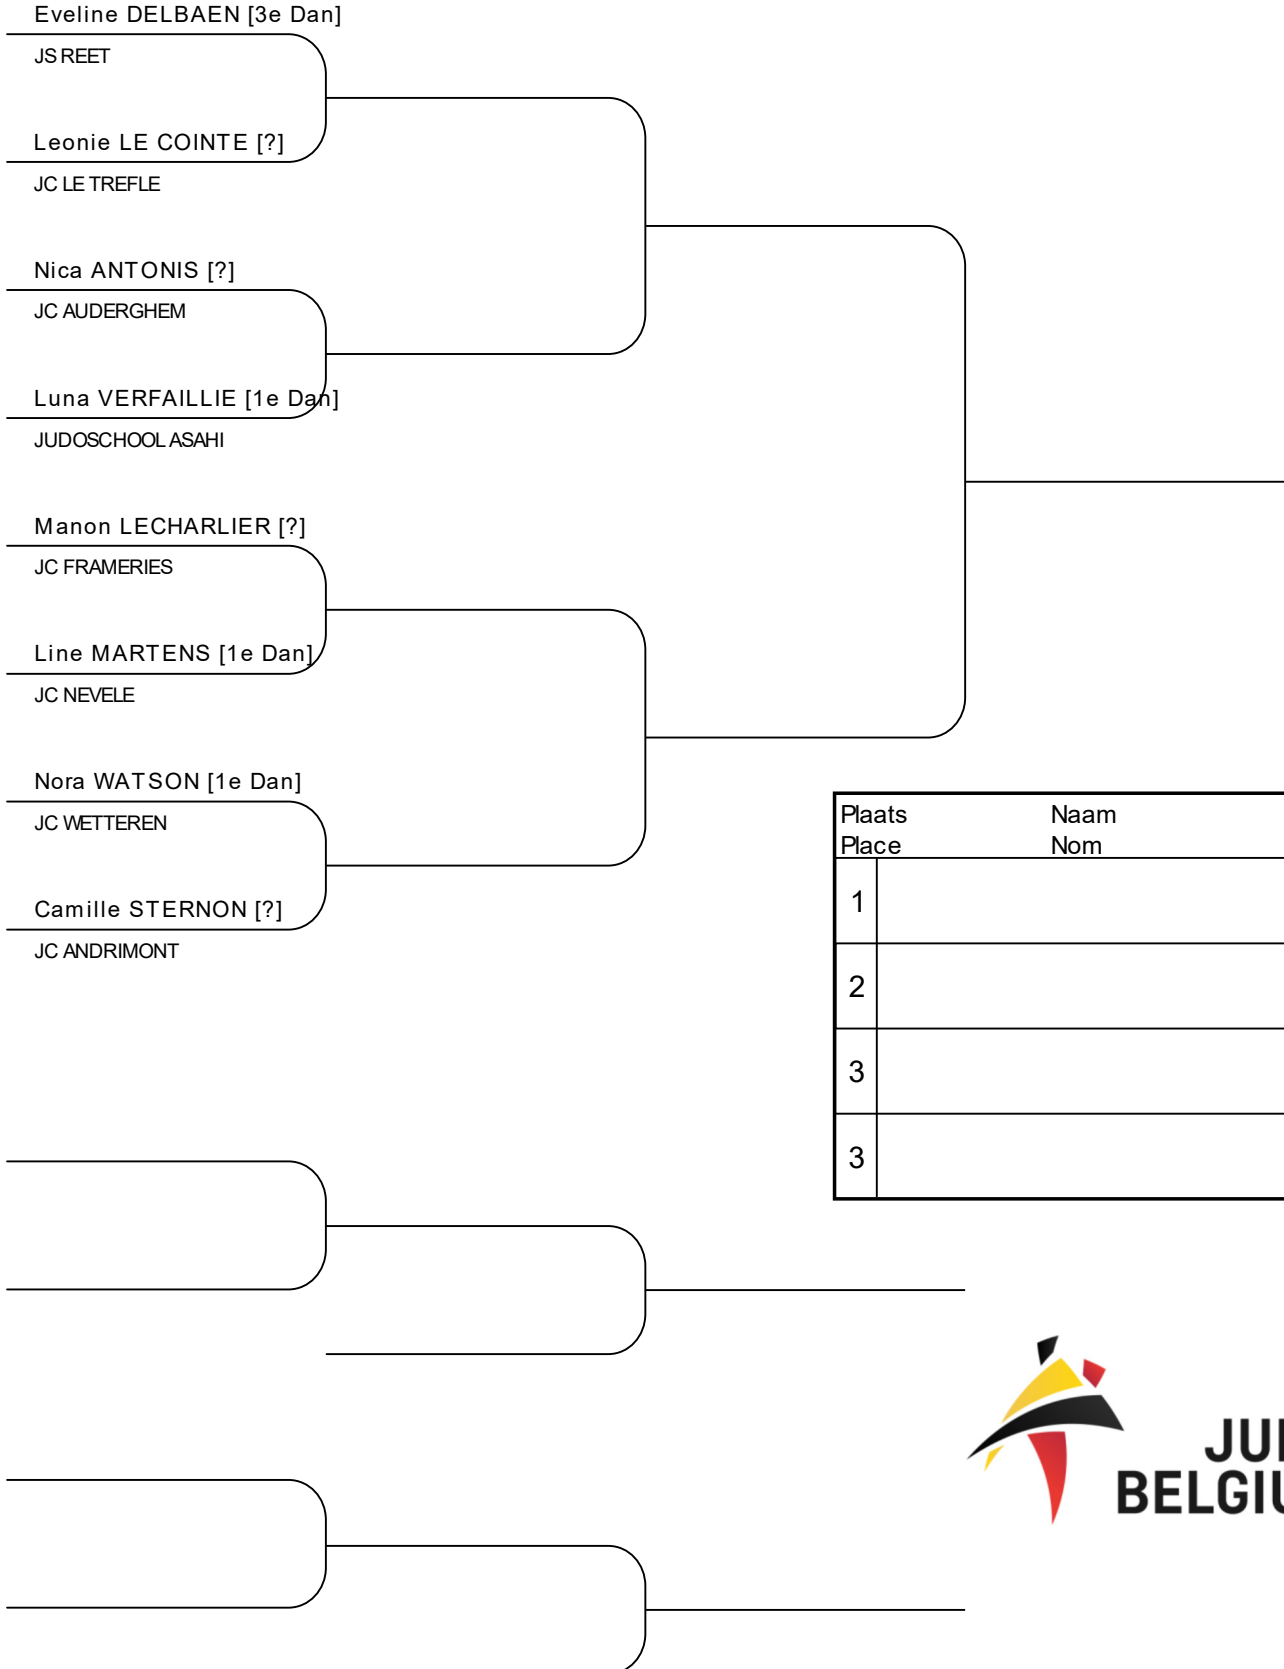 Eveline DELBAEN [3e Dan]
JS REET
Leonie LE COINTE [?]
JC LE TREFLE
Nica ANTONIS [?]
JC AUDERGHEM
Luna VERFAILLIE [1e Dan]
JUDOSCHOOL ASAHI
Manon LECHARLIER [?]
JC FRAMERIES
Line MARTENS [1e Dan]
JC NEVELE
Nora WATSON [1e Dan]
JC WETTEREN
Camille STERNON [?]
JC ANDRIMONT
Plaats Naam
Place Nom
1
2
3
3